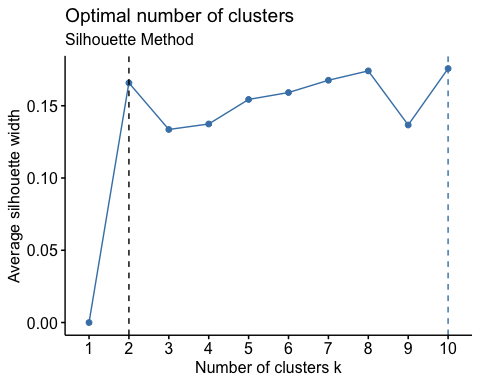 Optimal number of clusters
Silhouette Method
Average silhouette width
0.15
0.10
0.05
0.00
1 2 3 4 5 6 7 8 9 10
Number of clusters k